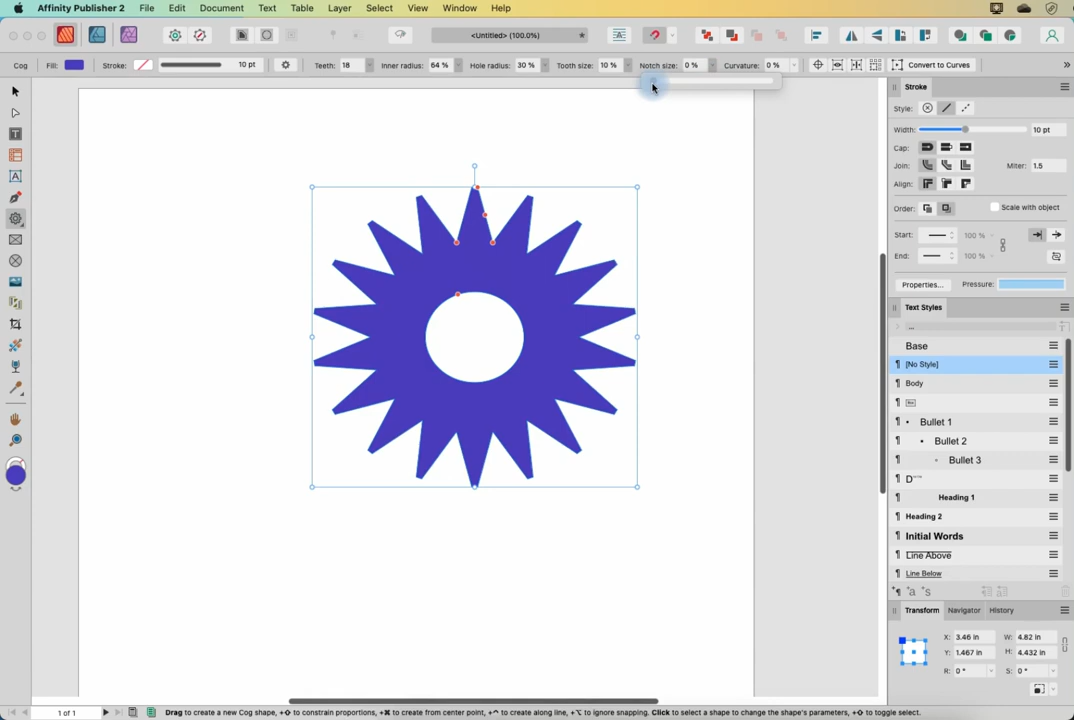 Affinity Publisher 2 File Edit Document Text Table Layer Select View Window Help
<Untitled> (100.0%)
Cog Fill: Stroke: 10 pt Teeth: 18 Inner radius: 64 % Hole radius: 30 % Tooth size: 10 % Notch size: 0 % Curvature: 0 % Convert to Curves
Stroke
Style:
Width: 10 pt
Cap:
Join: Miter: 1.5
Align:
Order: Scale with object
Start: 100 %
End: 100 %
Properties... Pressure:
Text Styles
...
Base
[No Style]
Body
• Bullet 1
• Bullet 2
• Bullet 3
Heading 1
Heading 2
Initial Words
Line Above
Line Below
Transform Navigator History
X: 3.46 in W: 4.82 in
Y: 1.467 in H: 4.432 in
R: 0 ° S: 0 °
1 of 1 Drag to create a new Cog shape, +⇧ to constrain proportions, +⌘ to create from center point, +⌃ to create along line, +⌥ to ignore snapping. Click to select a shape to change the shape's parameters, +⇧ to toggle select.